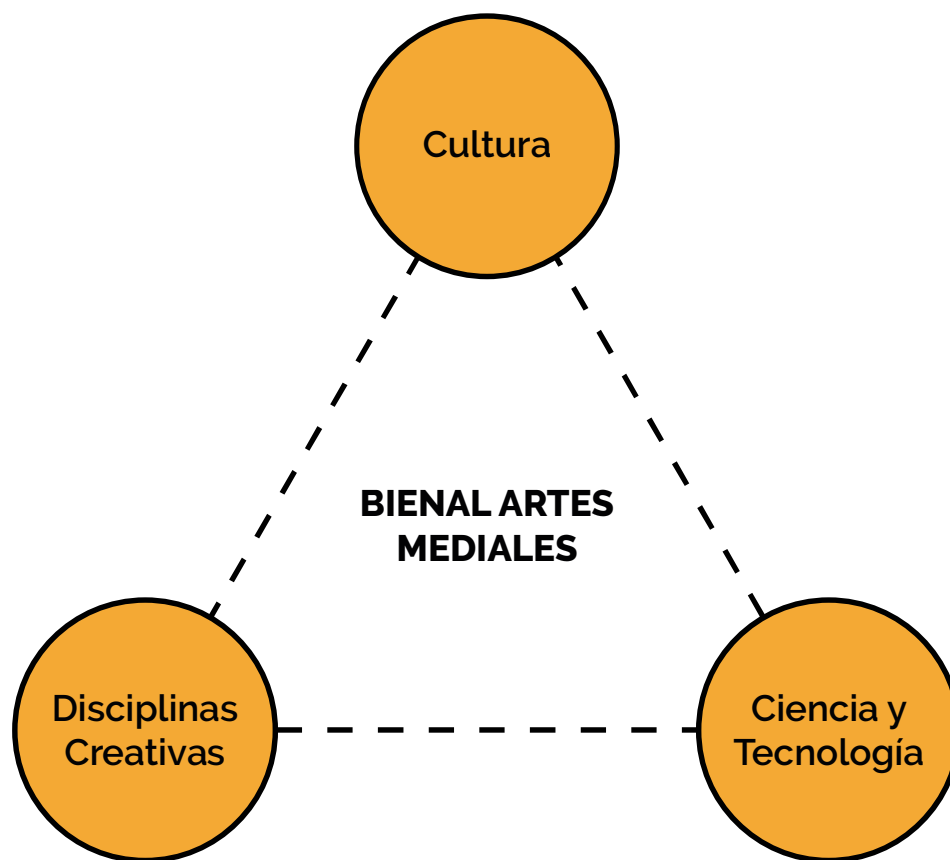 Cultura
BIENAL ARTES
MEDIALES
Disciplinas
Creativas
Ciencia y
Tecnología